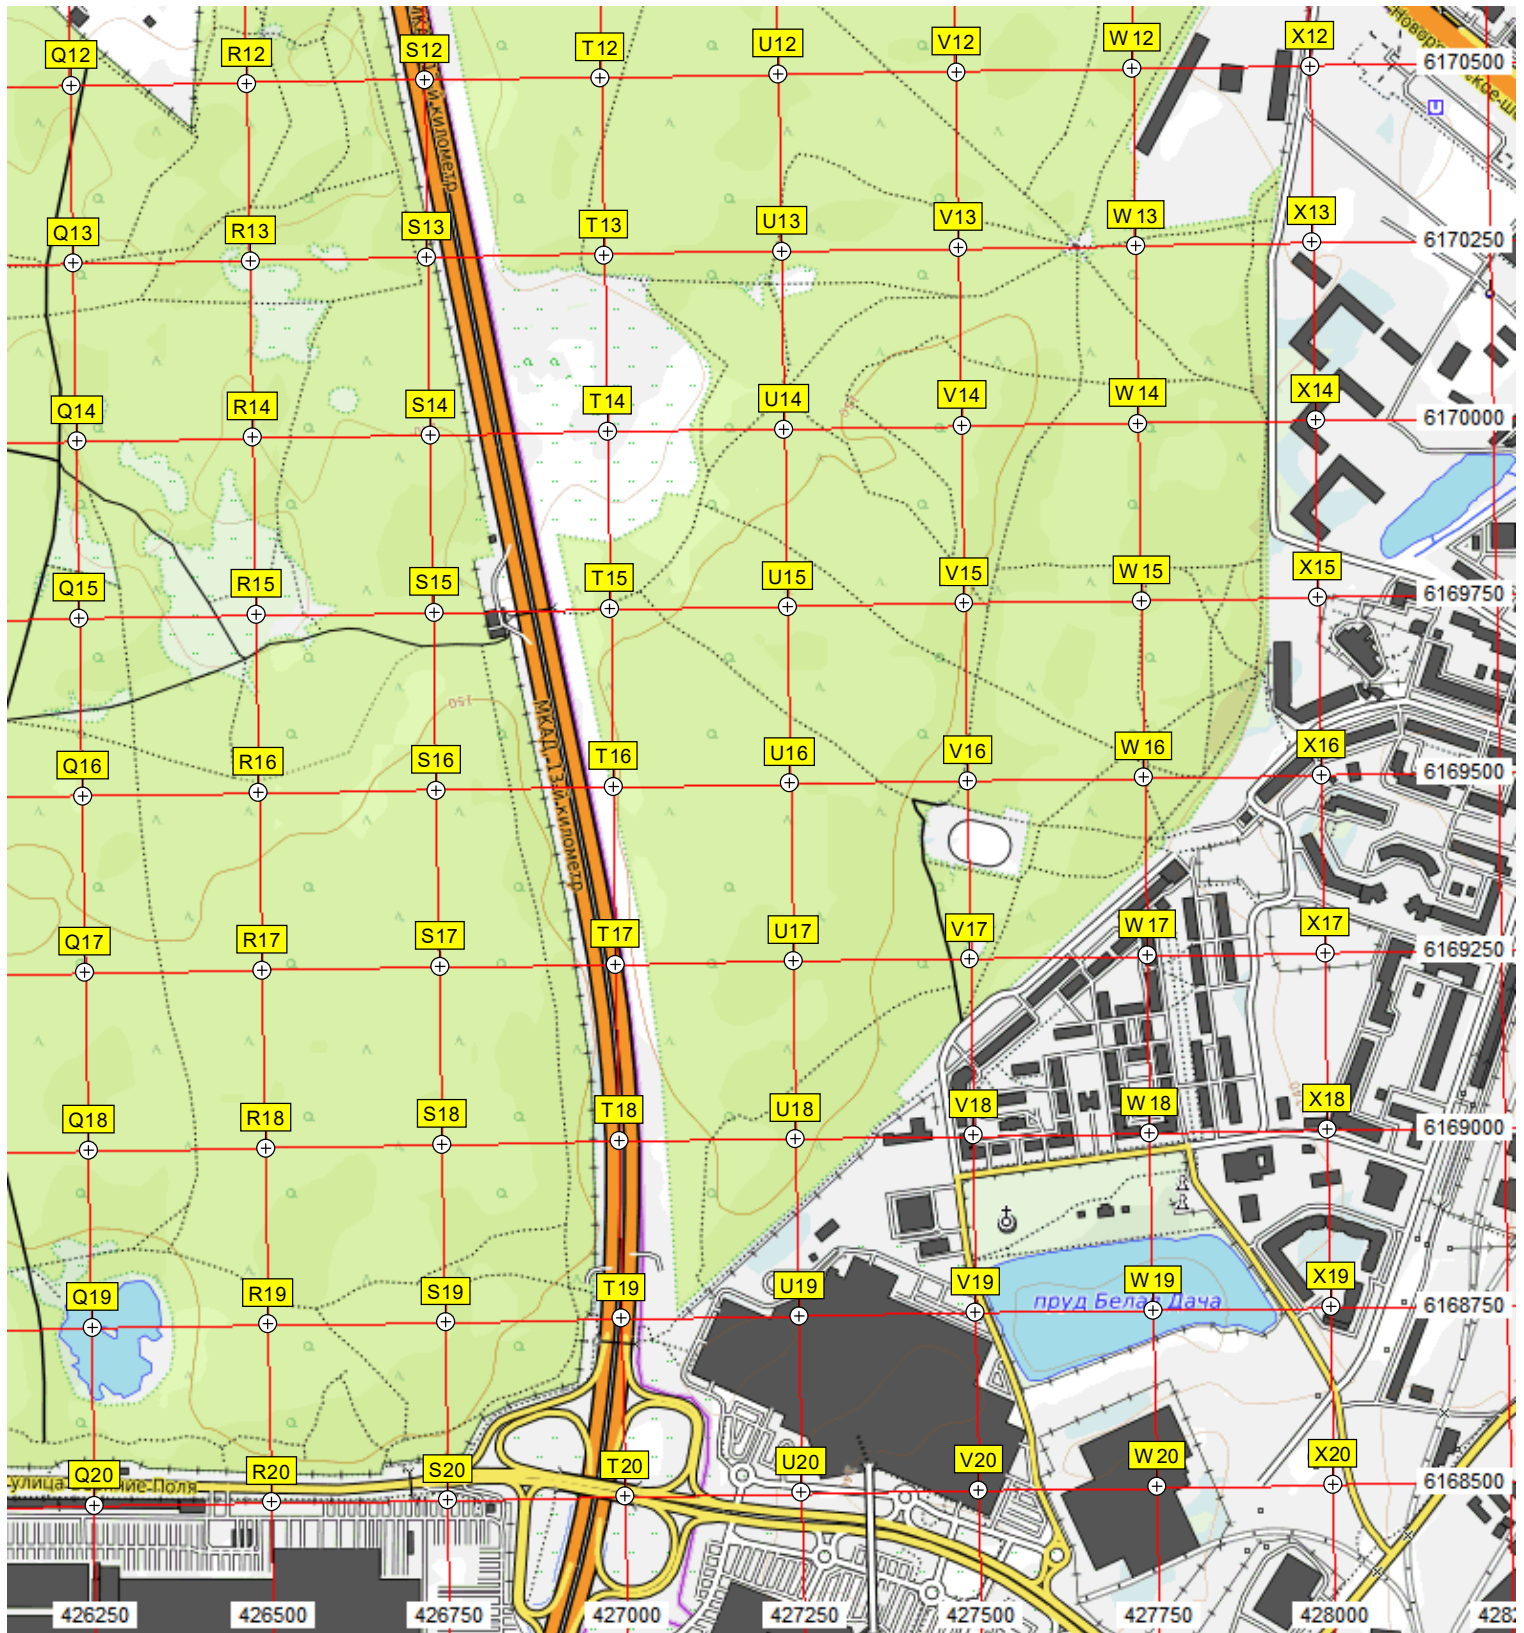 Q12 R12 S12 T12 U12 V12 W12 X12 6170500
й километр
Q13 R13 S13 T13 U13 V13 W13 X13 6170250
Q14 R14 S14 T14 U14 V14 W14 X14 6170000
Q15 R15 S15 T15 U15 V15 W15 X15 6169750
150
МКАД, 13-й километр
Q16 R16 S16 T16 U16 V16 W16 X16 6169500
Q17 R17 S17 T17 U17 V17 W17 X17 6169250
140
Q18 R18 S18 T18 U18 V18 W18 X18 6169000
Q19 R19 S19 T19 U19 V19 W19 X19 6168750
пруд Белая Дача
Q20 R20 S20 T20 U20 V20 W20 X20 6168500
улица
426250 426500 426750 427000 427250 427500 427750 428000 4282